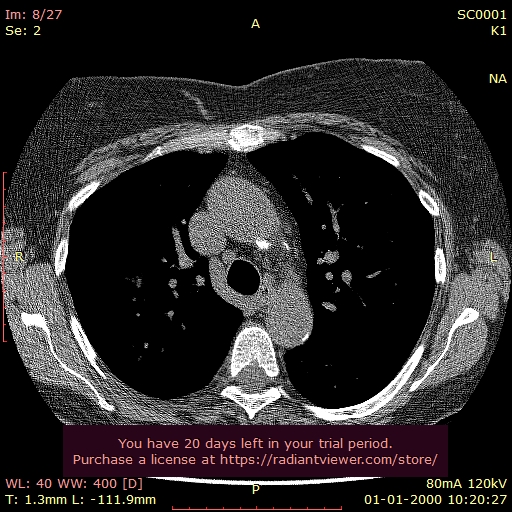 Im: 8/27
Se: 2
A
SC0001
K1
NA
R
L
You have 20 days left in your trial period.
Purchase a license at https://radiantviewer.com/store/
WL: 40 WW: 400 [D]
T: 1.3mm L: -111.9mm
P
80mA 120kV
01-01-2000 10:20:27